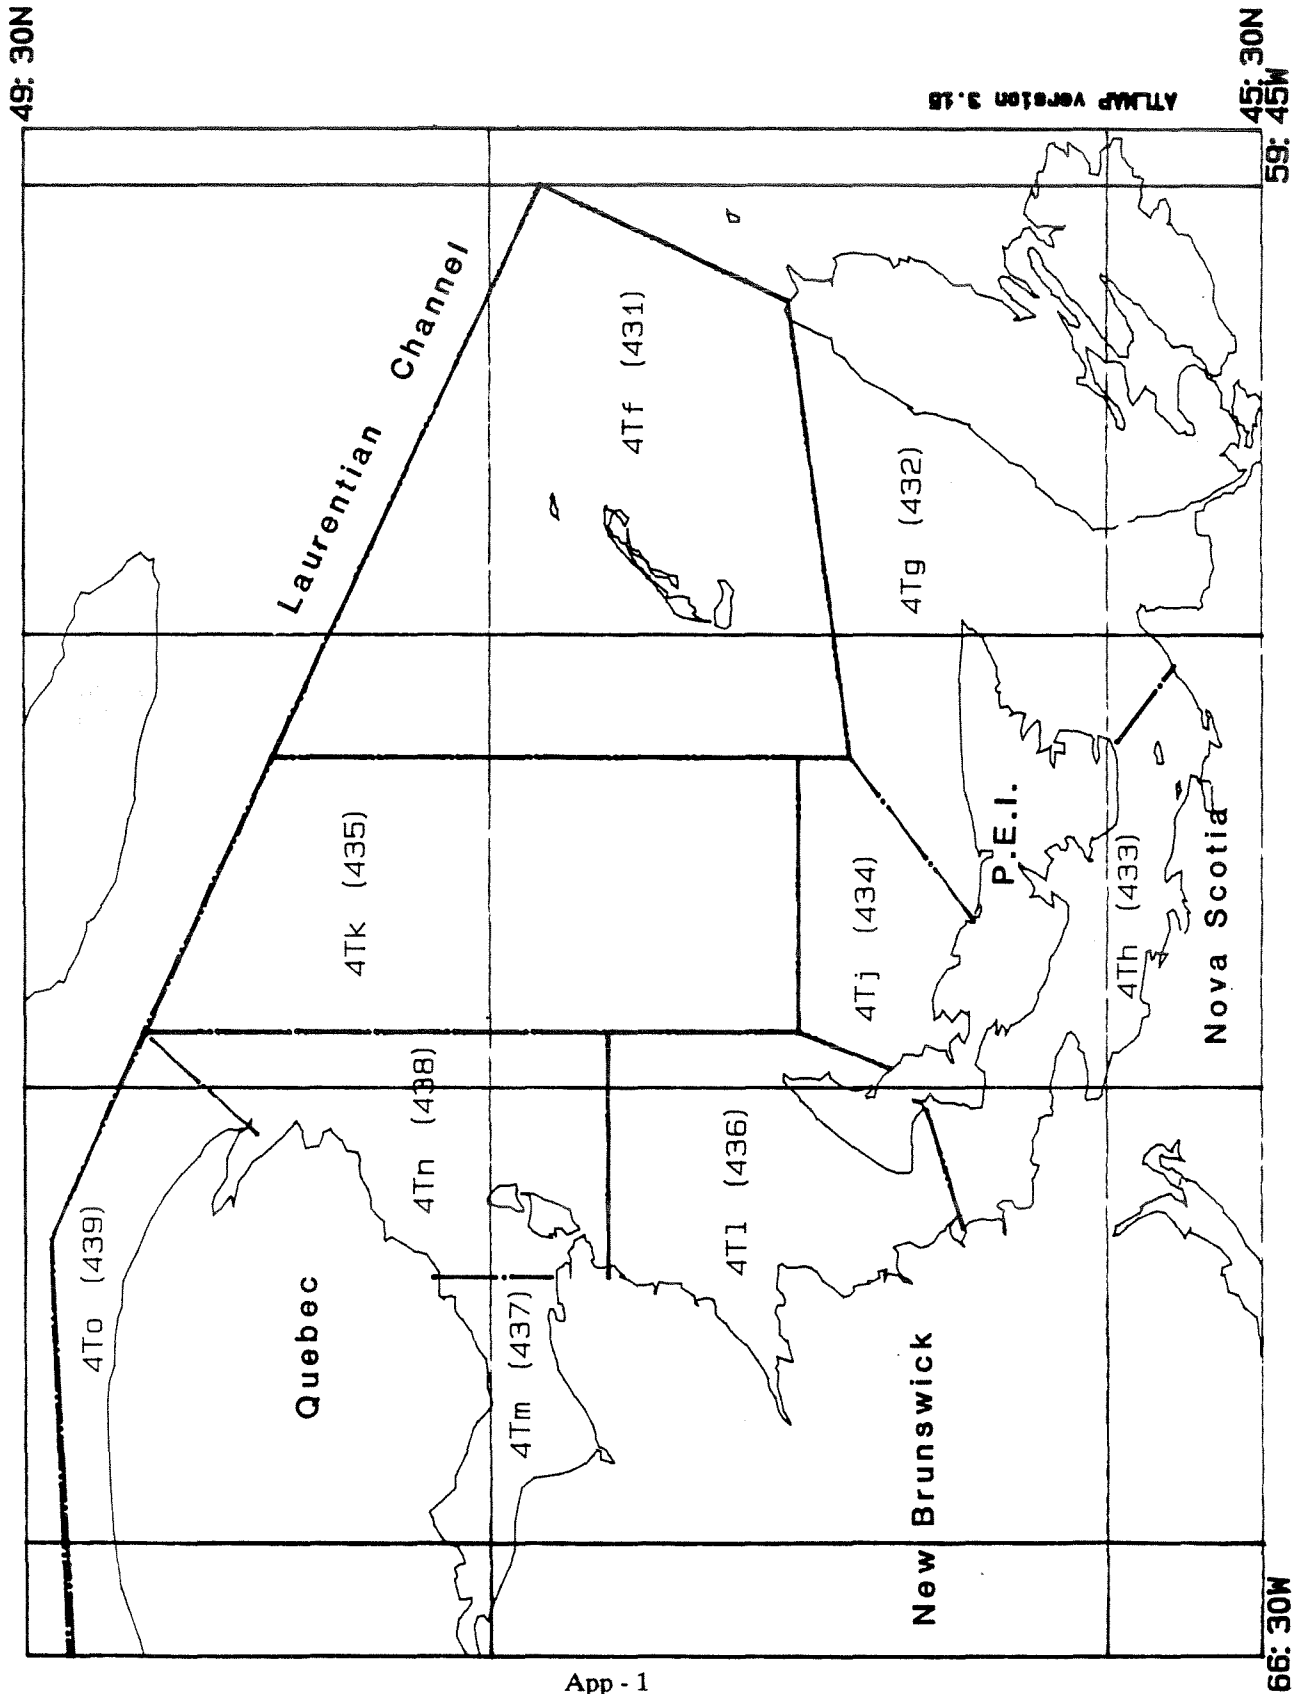 49:30N
45:30N
59:45W
66:30W
ATLMAP version 3.1B
Laurentian Channel
4To (439)
4Tn (438)
4Tk (435)
4Tf (431)
Quebec
4Tm (437)
4Tl (436)
4Tj (434)
4Tg (432)
P.E.I.
New Brunswick
4Th (433)
Nova Scotia
App - 1